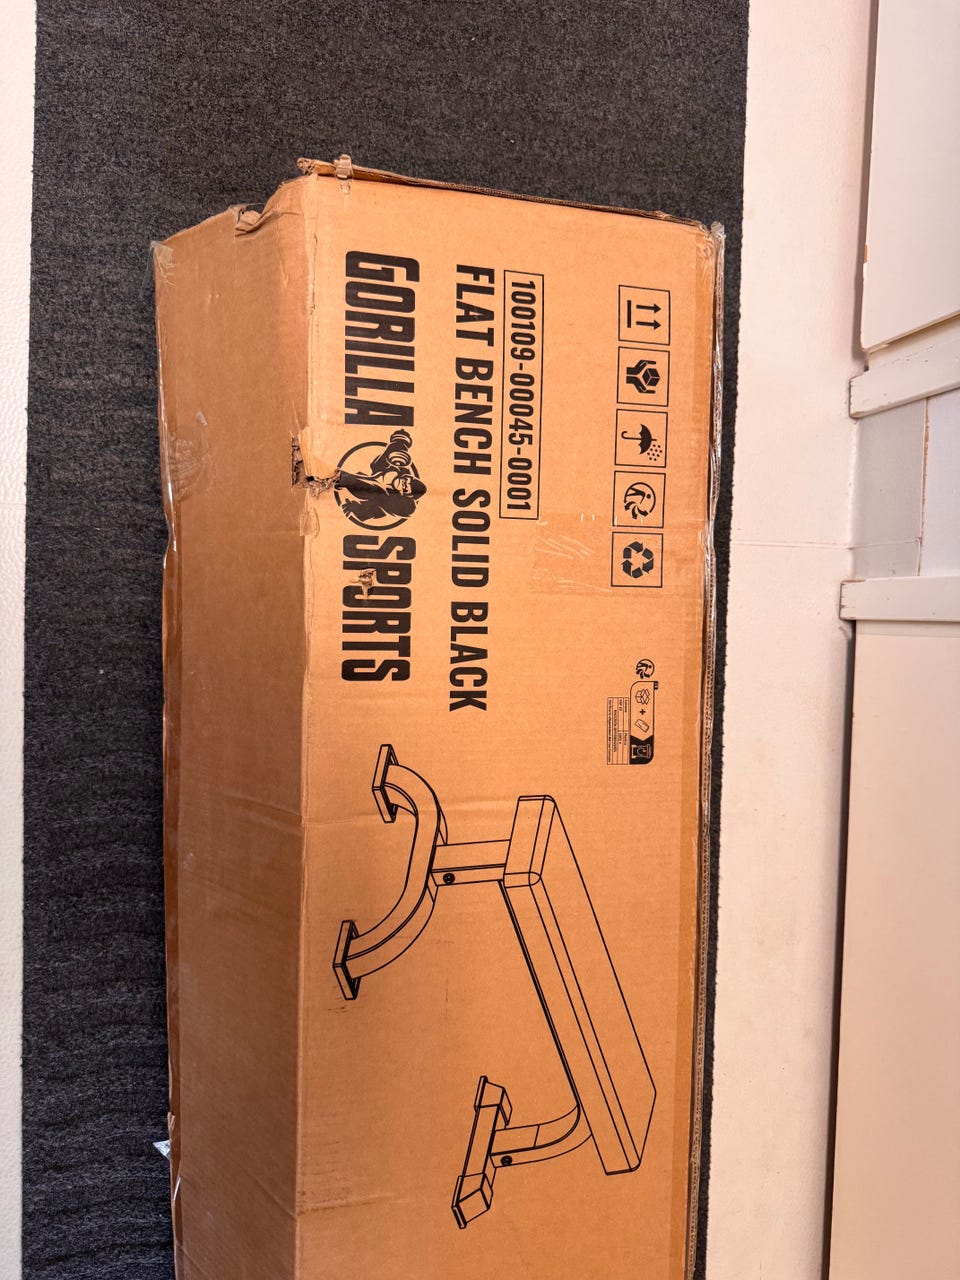 GORILLA SPORTS
FLAT BENCH SOLID BLACK
100109-00045-0001